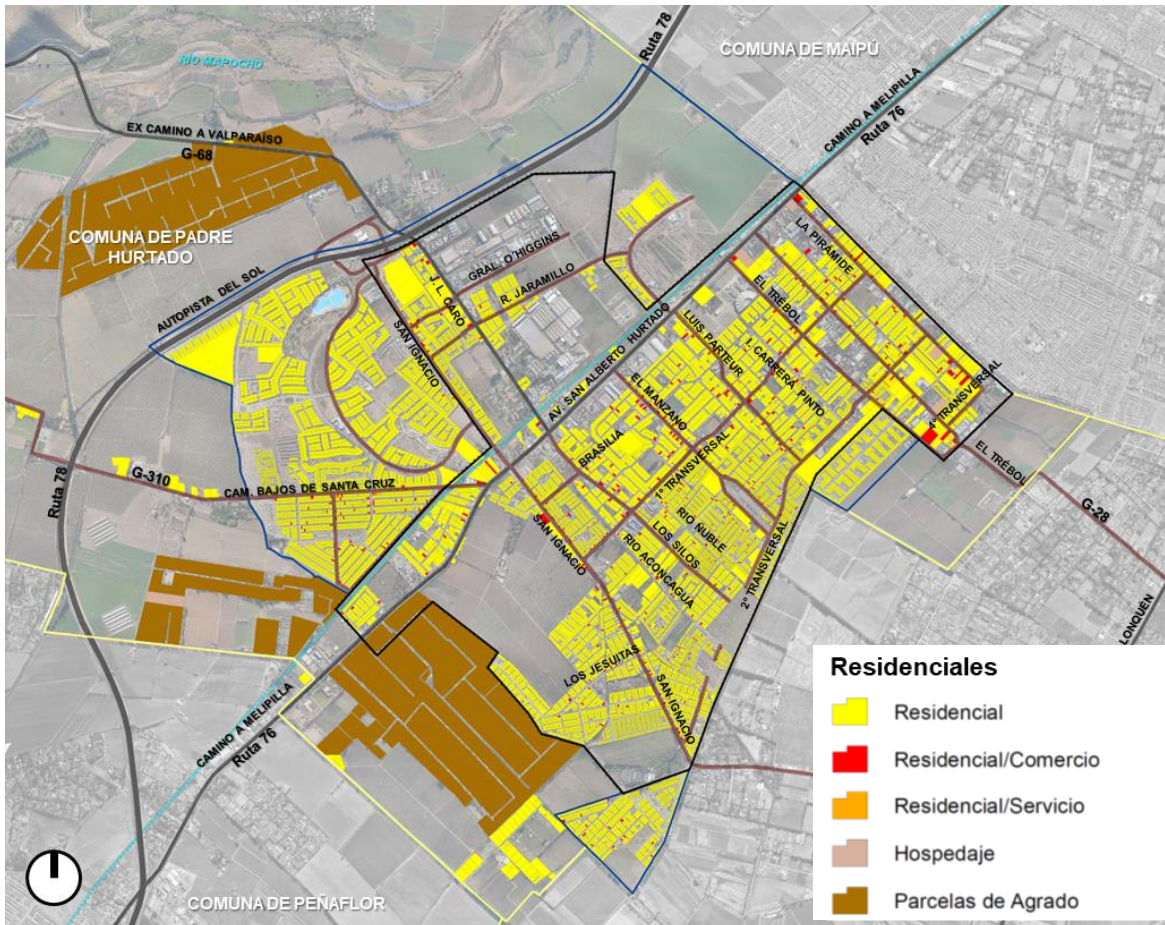 Ruta 78
COMUNA DE MAIPÚ
RÍO MAPOCHO
CAMINO A MELIPILLA
Ruta 76
EX CAMINO A VALPARAÍSO
G-68
LA PIRÁMIDE
COMUNA DE PADRE
HURTADO
GRAL. O'HIGGINS
J. L. CARO
R. JARAMILLO
EL TRÉBOL
AUTOPISTA DEL SOL
SAN IGNACIO
AV. SAN ALBERTO HURTADO
LUIS PARTEUR
I. CARRERA PINTO
EL MANZANO
4° TRANSVERSAL
BRASILIA
1° TRANSVERSAL
EL TRÉBOL
G-310
CAM. BAJOS DE SANTA CRUZ
Ruta 78
G-28
SAN IGNACIO
RIO ÑUBLE
LOS SILOS
RIO ACONCAGUA
2° TRANSVERSAL
LONQUÉN
LOS JESUITAS
SAN IGNACIO
CAMINO A MELIPILLA
Ruta 76
COMUNA DE PEÑAFLOR
Residenciales
Residencial
Residencial/Comercio
Residencial/Servicio
Hospedaje
Parcelas de Agrado